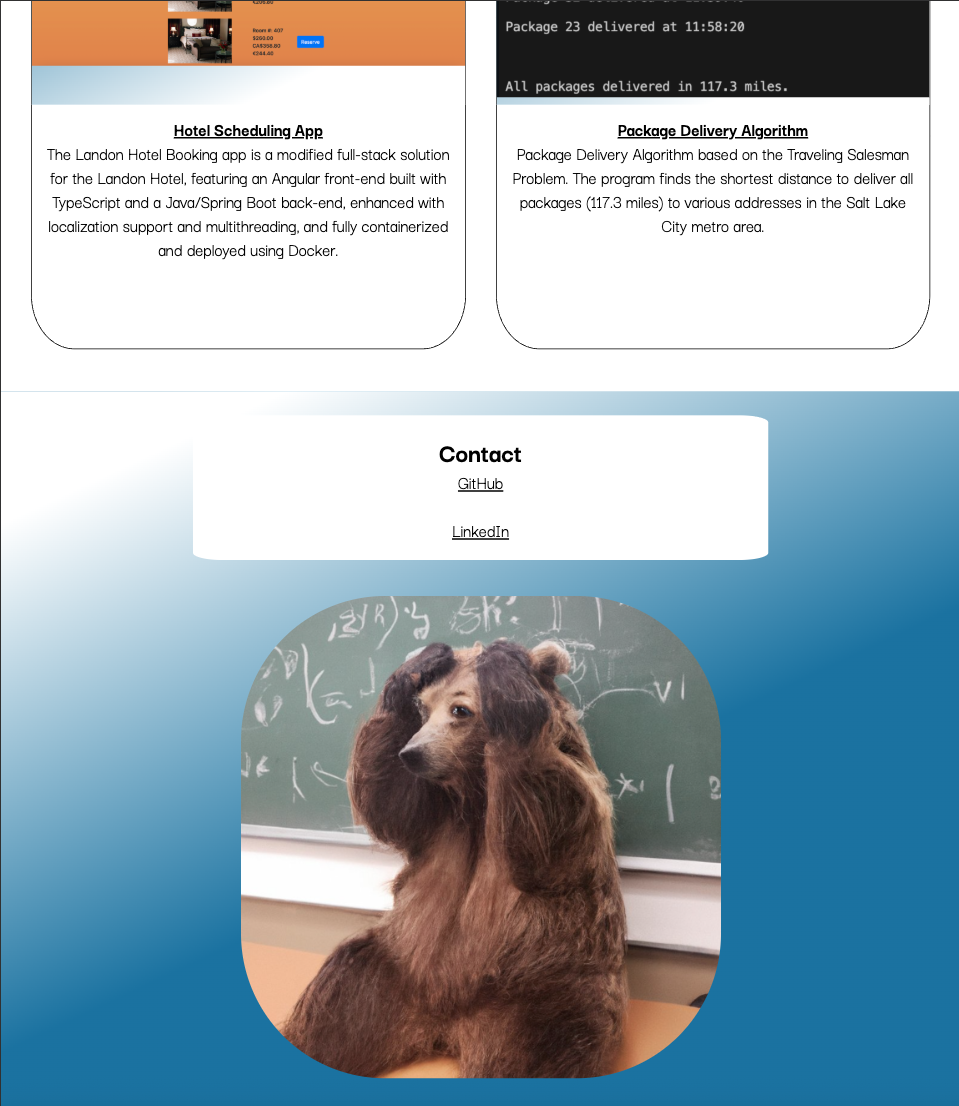 Room #: 407
$260.00
CA$358.80
€244.40
Reserve
Package 23 delivered at 11:58:20
All packages delivered in 117.3 miles.
Hotel Scheduling App
The Landon Hotel Booking app is a modified full-stack solution
for the Landon Hotel, featuring an Angular front-end built with
TypeScript and a Java/Spring Boot back-end, enhanced with
localization support and multithreading, and fully containerized
and deployed using Docker.
Package Delivery Algorithm
Package Delivery Algorithm based on the Traveling Salesman
Problem. The program finds the shortest distance to deliver all
packages (117.3 miles) to various addresses in the Salt Lake
City metro area.
Contact
GitHub
LinkedIn